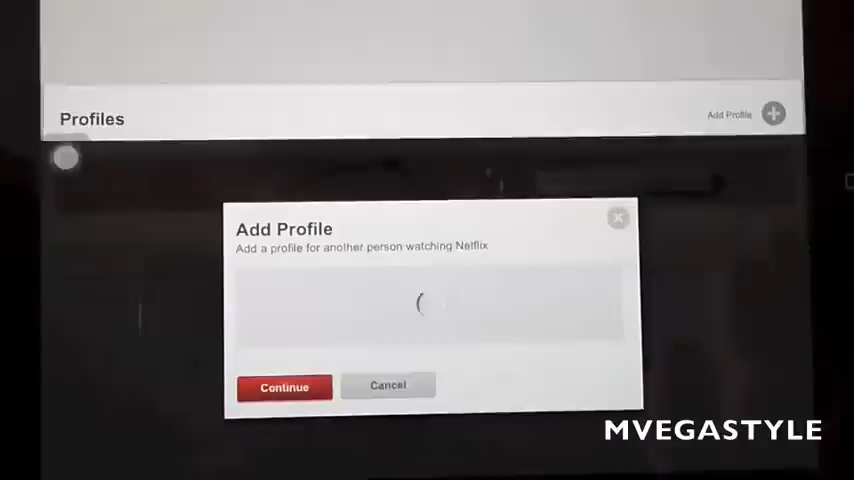 Profiles
Add Profile
Add Profile
Add a profile for another person watching Netflix
Continue
Cancel
MVEGASTYLE